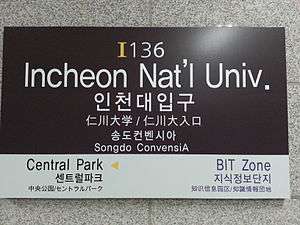 I136
Incheon Nat'l Univ.
인천대입구
仁川大学 / 仁川大入口
송도컨벤시아
Songdo ConvensiA
Central Park
센트럴파크
中央公園/セントラルパーク
BIT Zone
지식정보단지
知识信息园区/知識情報団地